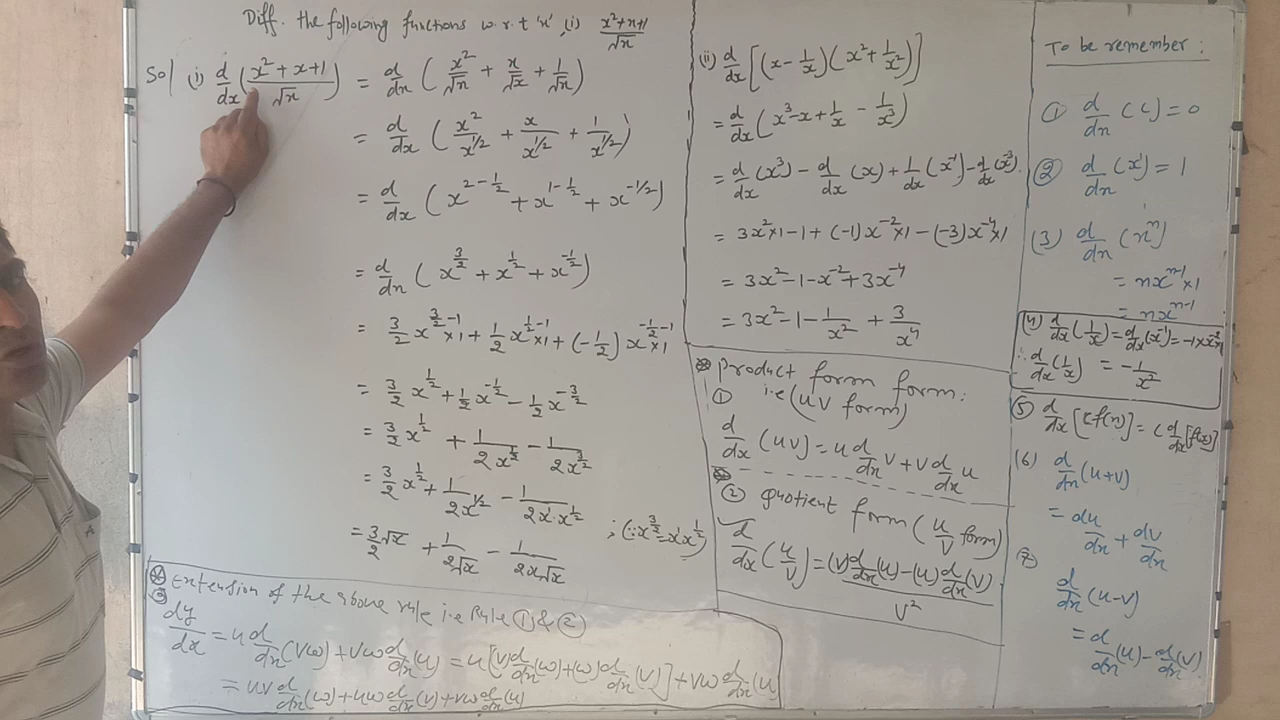 Diff. the following functions w.r.t 'x', (i) (x²+x+1)/√x
Sol (i) d/dx((x²+x+1)/√x) = d/dx(x²/√x + x/√x + 1/√x)
= d/dx(x²/x^(1/2) + x/x^(1/2) + 1/x^(1/2))
= d/dx(x^(2-1/2) + x^(1-1/2) + x^(-1/2))
= d/dx(x^(3/2) + x^(1/2) + x^(-1/2))
= 3/2 x^(3/2-1)×1 + 1/2 x^(1/2-1)×1 + (-1/2) x^(-1/2-1)×1
= 3/2 x^(1/2) + 1/2 x^(-1/2) - 1/2 x^(-3/2)
= 3/2 x^(1/2) + 1/(2x^(1/2)) - 1/(2x^(3/2))
= 3/2 x^(1/2) + 1/(2x^(1/2)) - 1/(2x¹·x^(1/2))
= 3/2 √x + 1/(2√x) - 1/(2x√x) ; (∵ x^(3/2) = x¹x^(1/2))
(3) Extension of the above rule i.e Rule (1) & (2)
dy/dx = u d/dx(vw) + vw d/dx(u) = u[(v) d/dx(w) + (w) d/dx(v)] + vw d/dx(u
= uv d/dx(w) + uw d/dx(v) + vw d/dx(u)
(ii) d/dx[(x - 1/x)(x² + 1/x²)]
= d/dx(x³ - x + 1/x - 1/x³)
= d/dx(x³) - d/dx(x) + 1/dx(x⁻¹) - d/dx(x⁻³)
= 3x²×1 - 1 + (-1)x⁻²×1 - (-3)x⁻⁴×1
= 3x² - 1 - x⁻² + 3x⁻⁴
= 3x² - 1 - 1/x² + 3/x⁴
Product form form:
(1) i.e (uv form)
d/dx(uv) = u d/dx v + v d/dx u
(2) quotient form (u/v form)
d/dx(u/v) = ((v) d/dx(u) - (u) d/dx(v))/v²
To be remember :
(1) d/dx (c) = 0
(2) d/dx (x¹) = 1
(3) d/dx (xⁿ)
= nxⁿ⁻¹×1
= nxⁿ⁻¹
(4) d/dx(1/x) = d/dx(x⁻¹) = -1×x⁻²×1
∴ d/dx(1/x) = -1/x²
(5) d/dx[c f(x)] = c d/dx[f(x)]
(6) d/dx(u+v)
= du/dx + dv/dx
(7)
d/dx(u-v)
= d/dx(u) - d/dx(v)